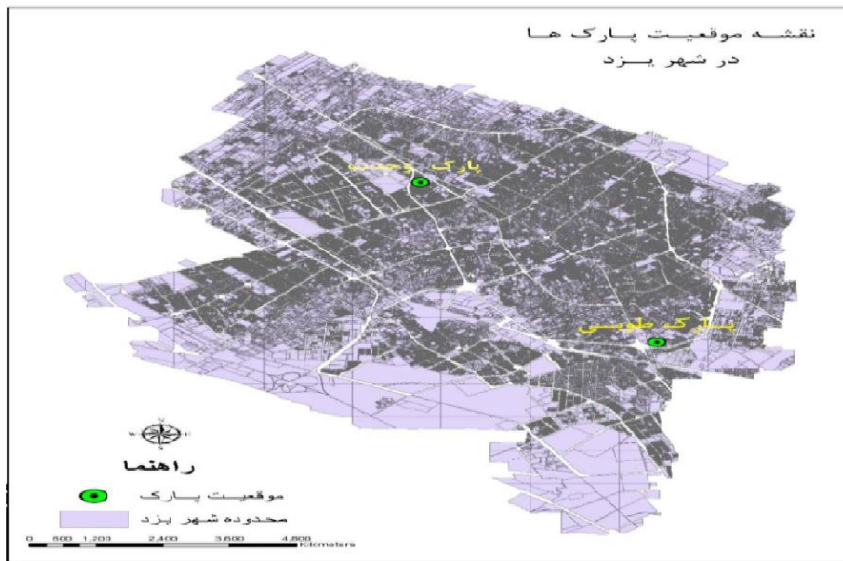 نقشه موقعیت پارک ها
در شهر یزد
پارک وحدت
پارک طوبی
N
W
E
S
راهنما
موقعیت پارک
محدوده شهر یزد
0 600 1,200 2,400 3,600 4,800
Kilometers